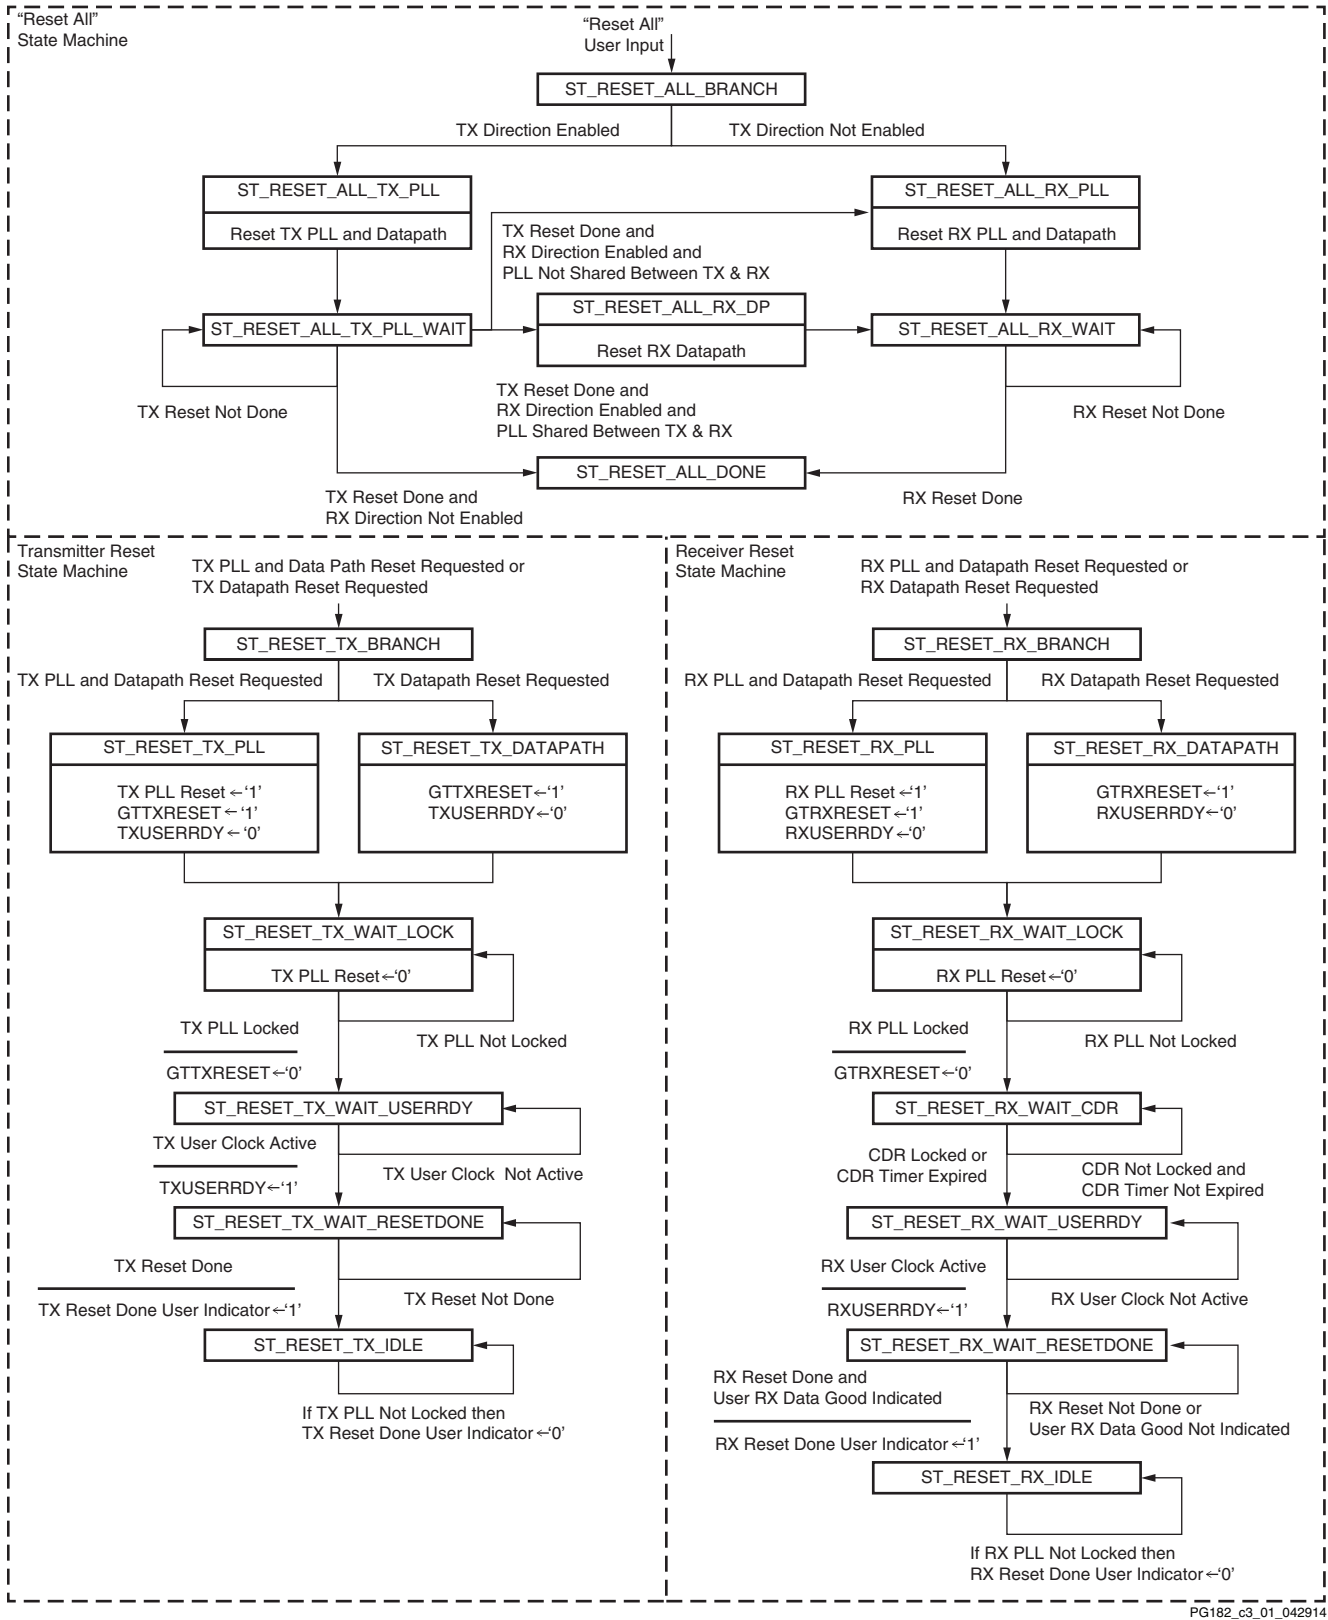 “Reset All”
State Machine
“Reset All”
User Input
ST_RESET_ALL_BRANCH
TX Direction Enabled
TX Direction Not Enabled
ST_RESET_ALL_TX_PLL
Reset TX PLL and Datapath
ST_RESET_ALL_RX_PLL
Reset RX PLL and Datapath
TX Reset Done and
RX Direction Enabled and
PLL Not Shared Between TX & RX
ST_RESET_ALL_TX_PLL_WAIT
ST_RESET_ALL_RX_DP
Reset RX Datapath
ST_RESET_ALL_RX_WAIT
TX Reset Not Done
TX Reset Done and
RX Direction Enabled and
PLL Shared Between TX & RX
RX Reset Not Done
ST_RESET_ALL_DONE
TX Reset Done and
RX Direction Not Enabled
RX Reset Done
Transmitter Reset
State Machine
TX PLL and Data Path Reset Requested or
TX Datapath Reset Requested
ST_RESET_TX_BRANCH
TX PLL and Datapath Reset Requested
TX Datapath Reset Requested
ST_RESET_TX_PLL
TX PLL Reset←‘1’
GTTXRESET←‘1’
TXUSERRDY←‘0’
ST_RESET_TX_DATAPATH
GTTXRESET←‘1’
TXUSERRDY←‘0’
ST_RESET_TX_WAIT_LOCK
TX PLL Reset←‘0’
TX PLL Locked
TX PLL Not Locked
GTTXRESET←‘0’
ST_RESET_TX_WAIT_USERRDY
TX User Clock Active
TX User Clock Not Active
TXUSERRDY←‘1’
ST_RESET_TX_WAIT_RESETDONE
TX Reset Done
TX Reset Not Done
TX Reset Done User Indicator←‘1’
ST_RESET_TX_IDLE
If TX PLL Not Locked then
TX Reset Done User Indicator←‘0’
Receiver Reset
State Machine
RX PLL and Datapath Reset Requested or
RX Datapath Reset Requested
ST_RESET_RX_BRANCH
RX PLL and Datapath Reset Requested
RX Datapath Reset Requested
ST_RESET_RX_PLL
RX PLL Reset←‘1’
GTRXRESET←‘1’
RXUSERRDY←‘0’
ST_RESET_RX_DATAPATH
GTRXRESET←‘1’
RXUSERRDY←‘0’
ST_RESET_RX_WAIT_LOCK
RX PLL Reset←‘0’
RX PLL Locked
RX PLL Not Locked
GTRXRESET←‘0’
ST_RESET_RX_WAIT_CDR
CDR Locked or
CDR Timer Expired
CDR Not Locked and
CDR Timer Not Expired
ST_RESET_RX_WAIT_USERRDY
RX User Clock Active
RX User Clock Not Active
RXUSERRDY←‘1’
ST_RESET_RX_WAIT_RESETDONE
RX Reset Done and
User RX Data Good Indicated
RX Reset Not Done or
User RX Data Good Not Indicated
RX Reset Done User Indicator←‘1’
ST_RESET_RX_IDLE
If RX PLL Not Locked then
RX Reset Done User Indicator←‘0’
PG182_c3_01_042914